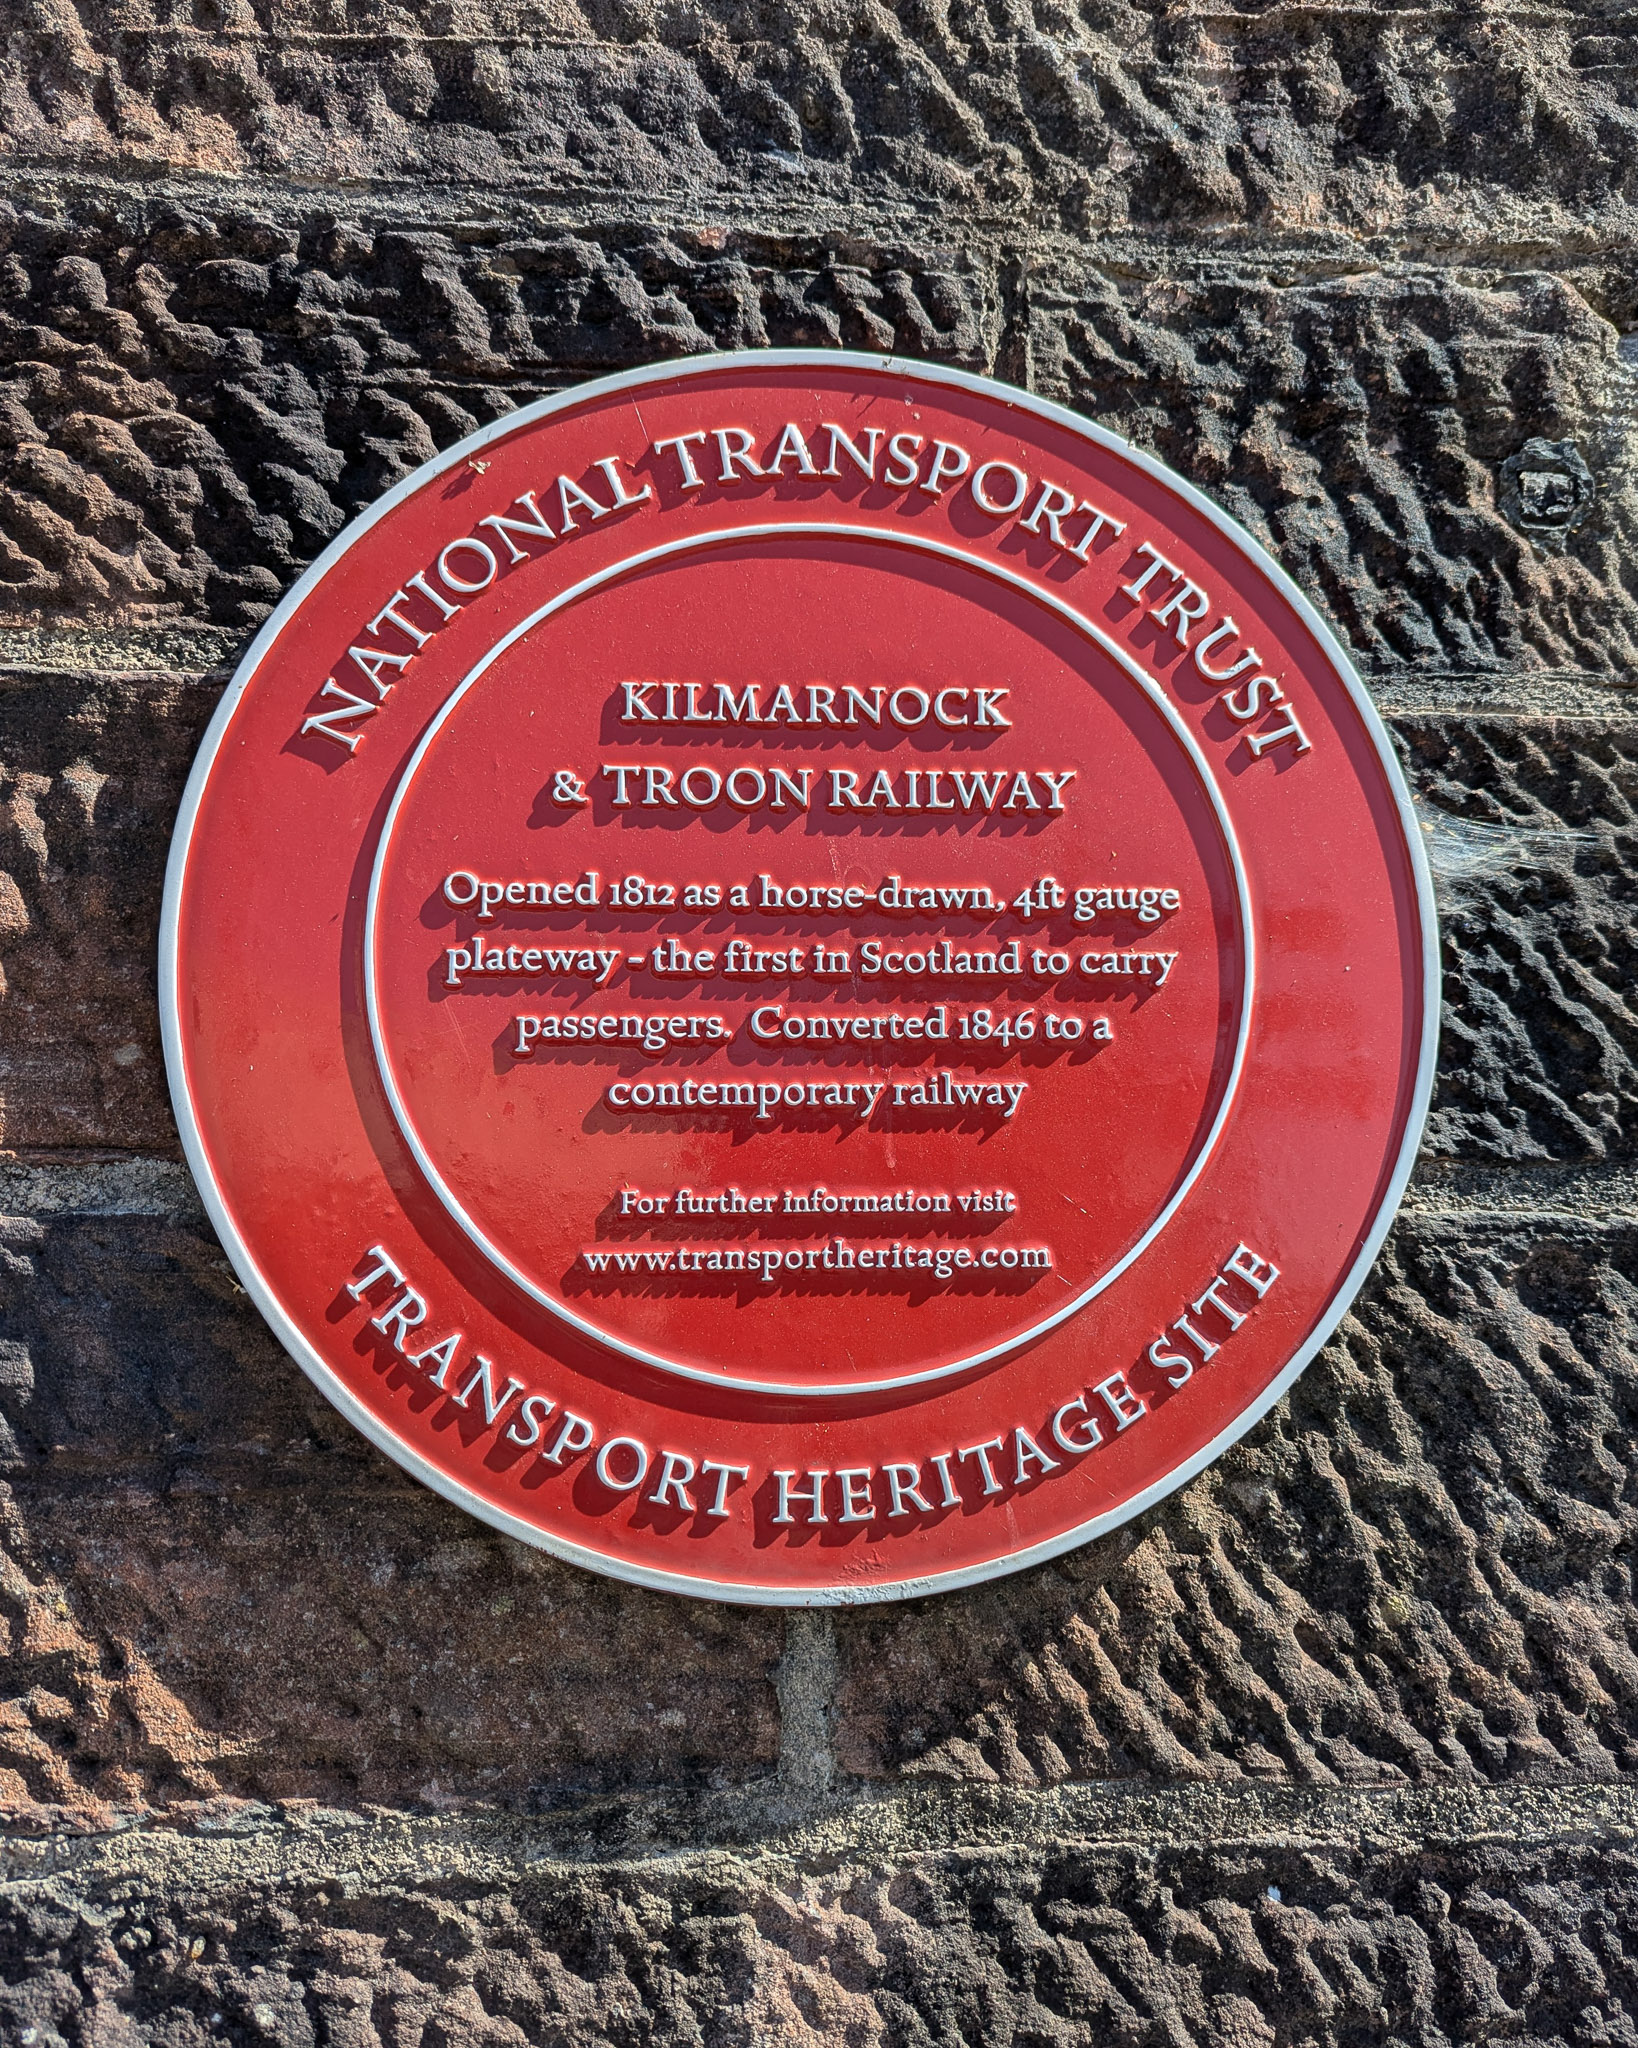 NATIONAL TRANSPORT TRUST
KILMARNOCK
& TROON RAILWAY
Opened 1812 as a horse-drawn, 4ft gauge
plateway - the first in Scotland to carry
passengers. Converted 1846 to a
contemporary railway
For further information visit
www.transportheritage.com
TRANSPORT HERITAGE SITE